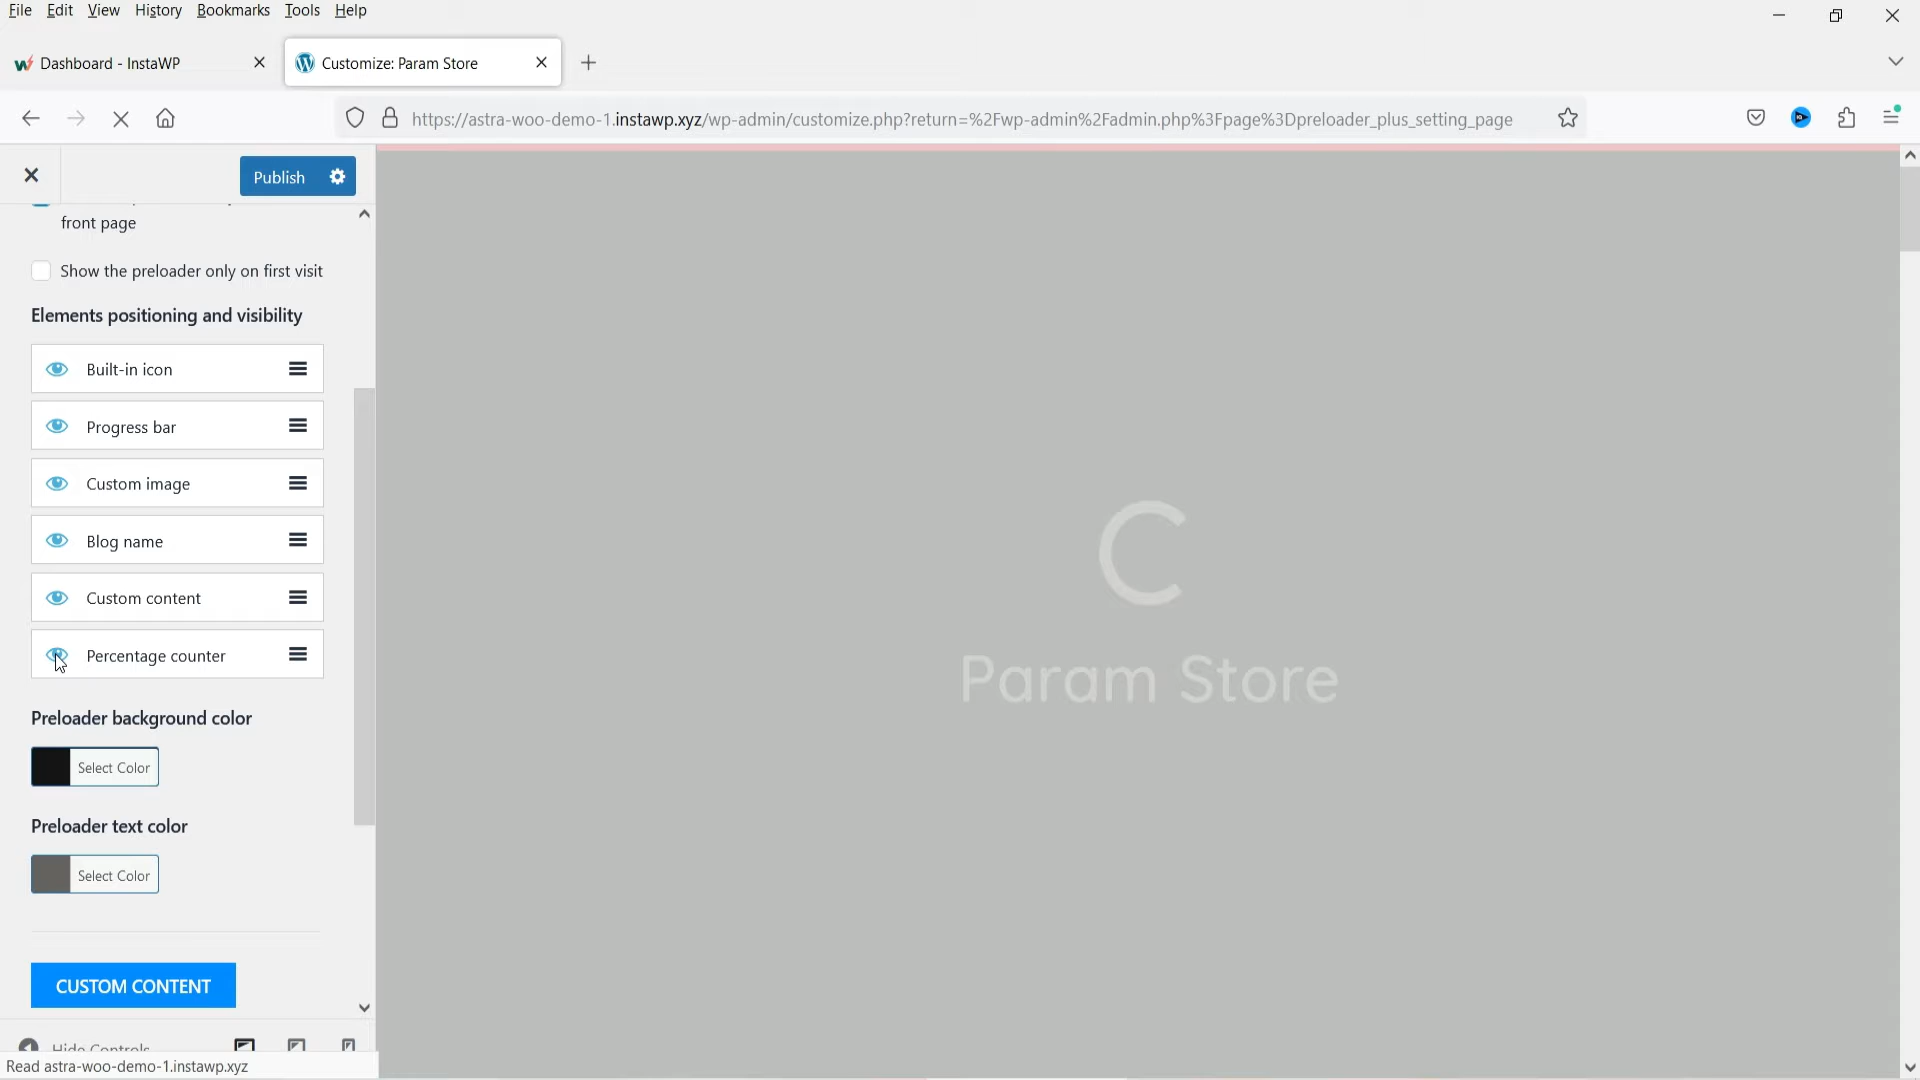 File Edit View History Bookmarks Tools Help
Dashboard - InstaWP
Customize: Param Store
https://astra-woo-demo-1.instawp.xyz/wp-admin/customize.php?return=%2Fwp-admin%2Fadmin.php%3Fpage%3Dpreloader_plus_setting_page
Publish
front page
Show the preloader only on first visit
Elements positioning and visibility
Built-in icon
Progress bar
Custom image
Blog name
Custom content
Percentage counter
Preloader background color
Select Color
Preloader text color
Select Color
CUSTOM CONTENT
Hide Controls
Read astra-woo-demo-1.instawp.xyz
Param Store